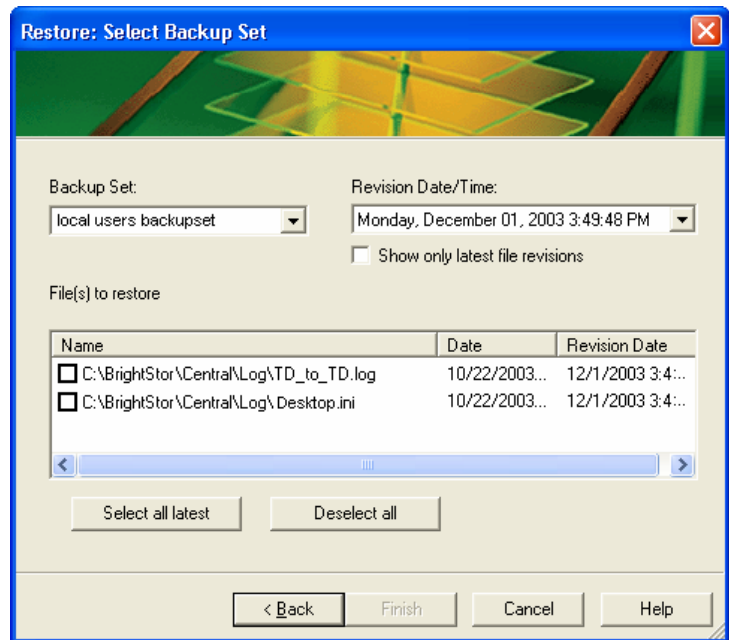 Restore: Select Backup Set
Backup Set:
Revision Date/Time:
local users backupset
Monday, December 01, 2003 3:49:48 PM
Show only latest file revisions
File(s) to restore
Name Date Revision Date
C:\BrightStor\Central\Log\TD_to_TD.log 10/22/2003... 12/1/2003 3:4:..
C:\BrightStor\Central\Log\Desktop.ini 10/22/2003... 12/1/2003 3:4:..
Select all latest Deselect all
< Back Finish Cancel Help